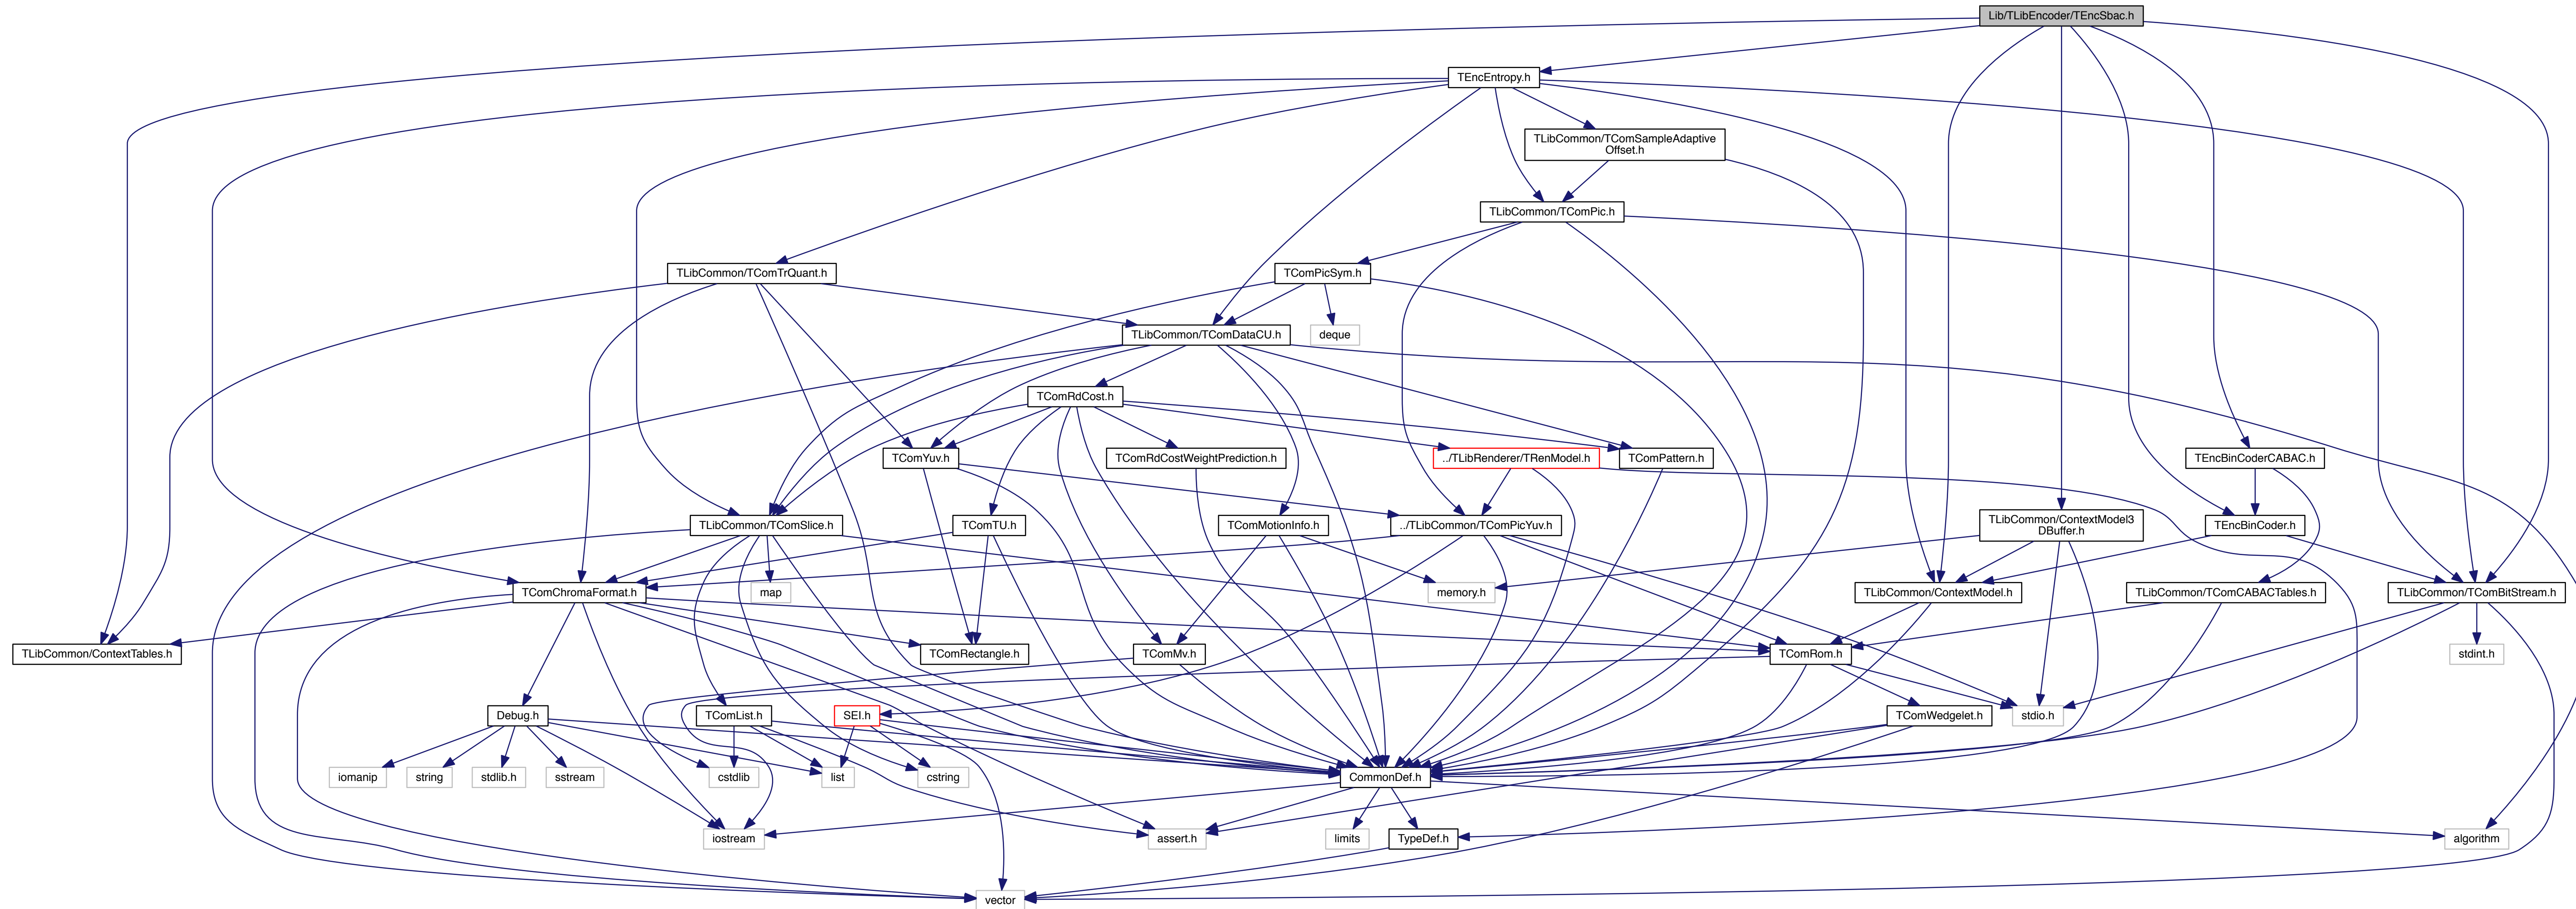 Lib/TLibEncoder/TEncSbac.h
TEncEntropy.h
TLibCommon/TComSampleAdaptive
Offset.h
TLibCommon/TComPic.h
TLibCommon/TComTrQuant.h
TComPicSym.h
TLibCommon/TComDataCU.h
deque
TComRdCost.h
TComYuv.h
TComRdCostWeightPrediction.h
../TLibRenderer/TRenModel.h
TComPattern.h
TEncBinCoderCABAC.h
TLibCommon/TComSlice.h
TComTU.h
TComMotionInfo.h
../TLibCommon/TComPicYuv.h
TLibCommon/ContextModel3
DBuffer.h
TEncBinCoder.h
TComChromaFormat.h
map
memory.h
TLibCommon/ContextModel.h
TLibCommon/TComCABACTables.h
TLibCommon/TComBitStream.h
TLibCommon/ContextTables.h
TComRectangle.h
TComMv.h
TComRom.h
stdint.h
Debug.h
TComList.h
SEI.h
TComWedgelet.h
stdio.h
iomanip
string
stdlib.h
sstream
cstdlib
list
cstring
CommonDef.h
iostream
assert.h
limits
TypeDef.h
algorithm
vector